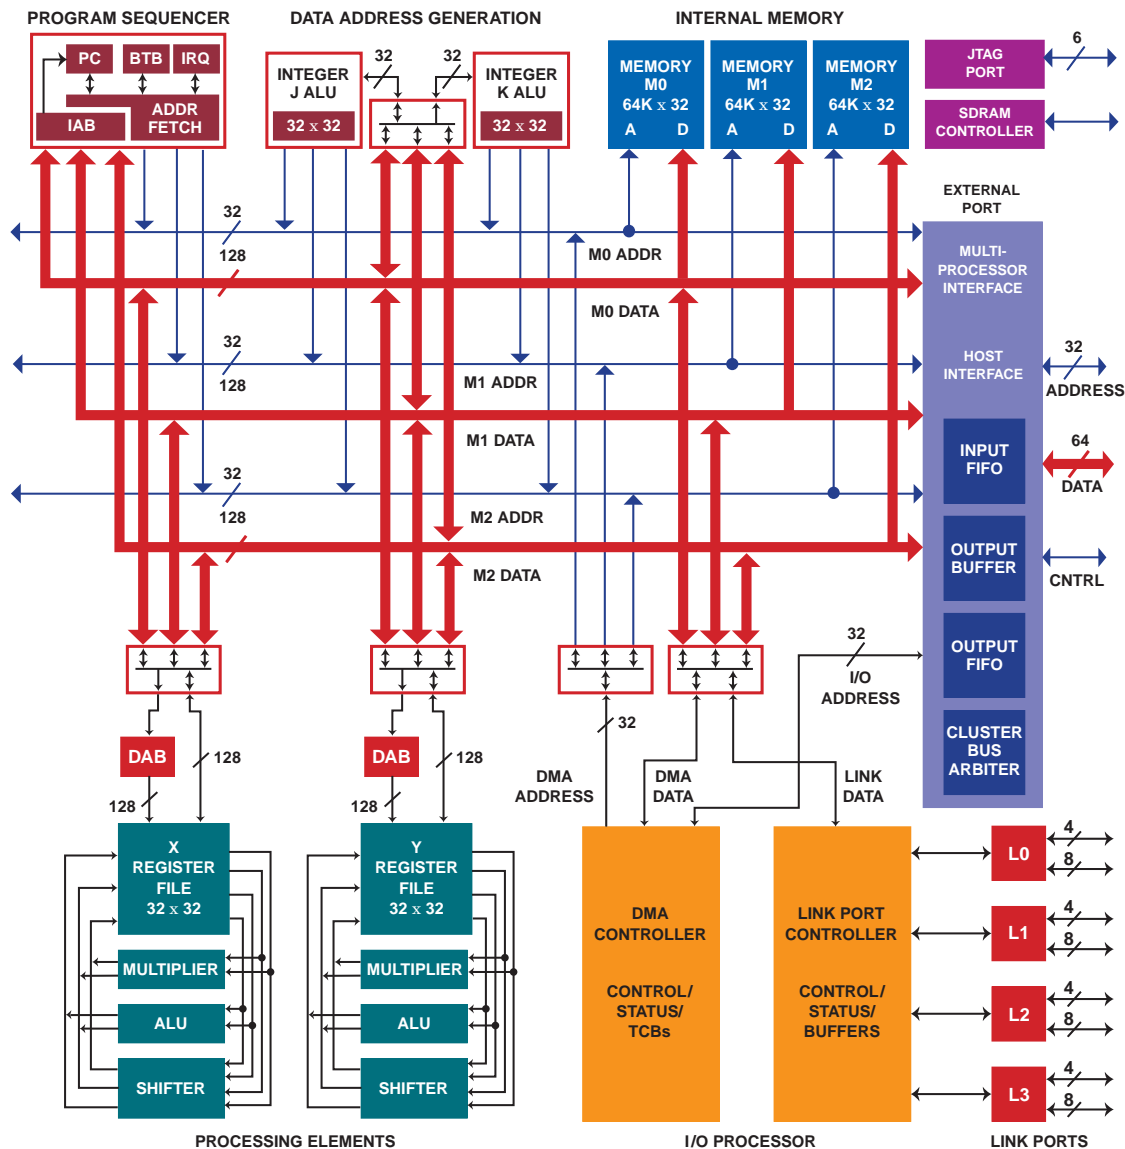 PROGRAM SEQUENCER
DATA ADDRESS GENERATION
INTERNAL MEMORY
PC
BTB
IRQ
ADDR
FETCH
IAB
INTEGER
J ALU
32 x 32
32
32
INTEGER
K ALU
32 x 32
MEMORY
M0
64K x 32
A D
MEMORY
M1
64K x 32
A D
MEMORY
M2
64K x 32
A D
JTAG
PORT
6
SDRAM
CONTROLLER
EXTERNAL
PORT
32
128
M0 ADDR
M0 DATA
MULTI-
PROCESSOR
INTERFACE
32
128
M1 ADDR
M1 DATA
HOST
INTERFACE
32
ADDRESS
INPUT
FIFO
64
DATA
32
128
M2 ADDR
M2 DATA
OUTPUT
BUFFER
CNTRL
OUTPUT
FIFO
CLUSTER
BUS
ARBITER
32
I/O
ADDRESS
32
DMA
ADDRESS
DMA
DATA
LINK
DATA
DAB
128
128
DAB
128
128
X
REGISTER
FILE
32 x 32
MULTIPLIER
ALU
SHIFTER
Y
REGISTER
FILE
32 x 32
MULTIPLIER
ALU
SHIFTER
DMA
CONTROLLER
CONTROL/
STATUS/
TCBs
LINK PORT
CONTROLLER
CONTROL/
STATUS/
BUFFERS
L0
4
8
L1
4
8
L2
4
8
L3
4
8
PROCESSING ELEMENTS
I/O PROCESSOR
LINK PORTS